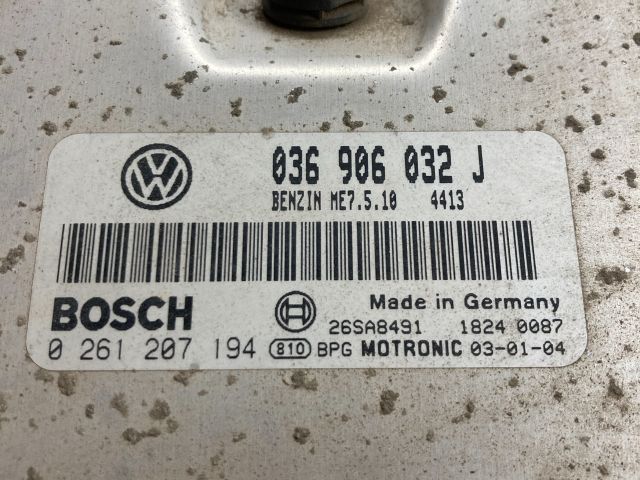 036 906 032 J
BENZIN ME7.5.10 4413
BOSCH Made in Germany
26SA8491 1824 0087
0 261 207 194 810 BPG MOTRONIC 03-01-04